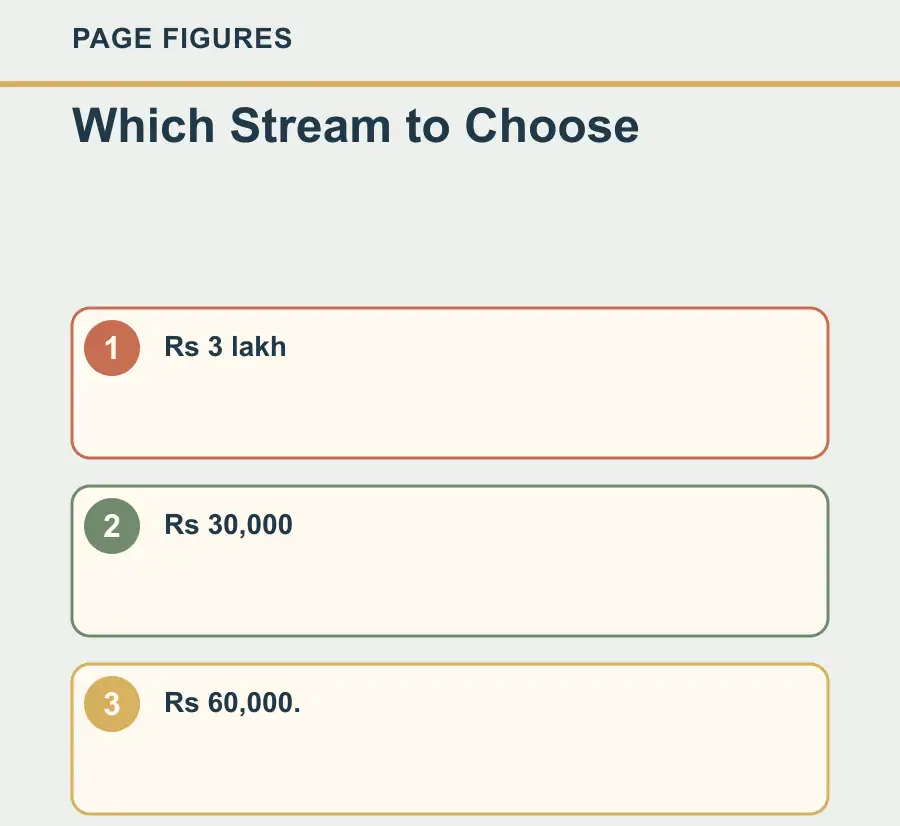 PAGE FIGURES
Which Stream to Choose
1 Rs 3 lakh
2 Rs 30,000
3 Rs 60,000.